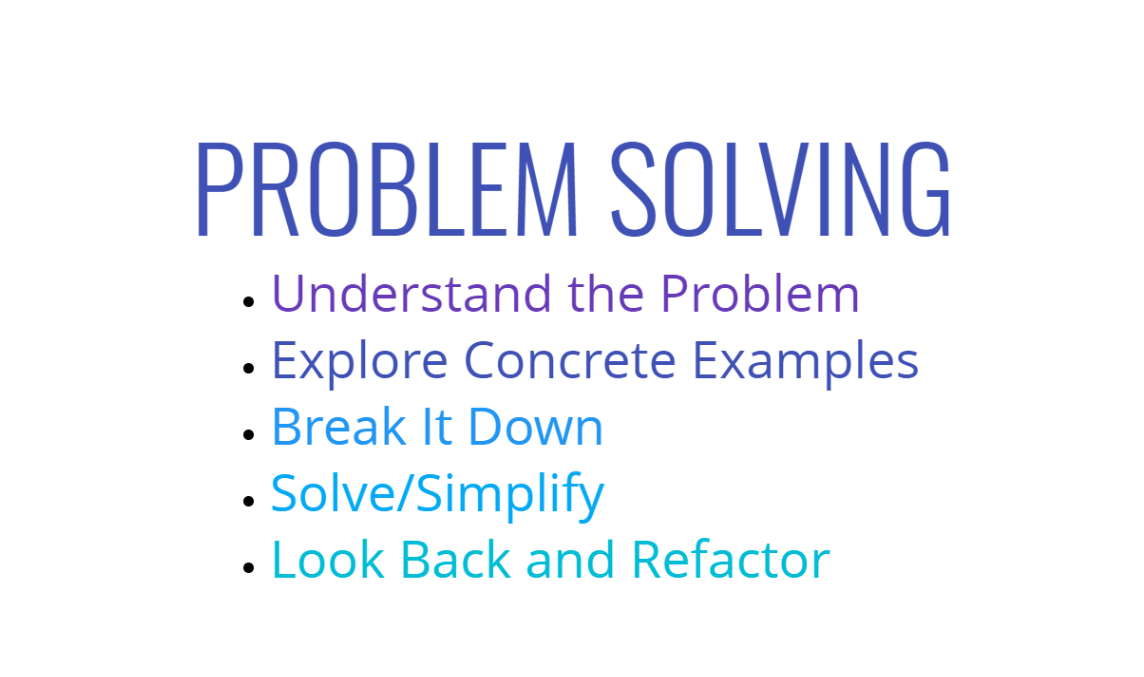 PROBLEM SOLVING
• Understand the Problem
• Explore Concrete Examples
• Break It Down
• Solve/Simplify
• Look Back and Refactor